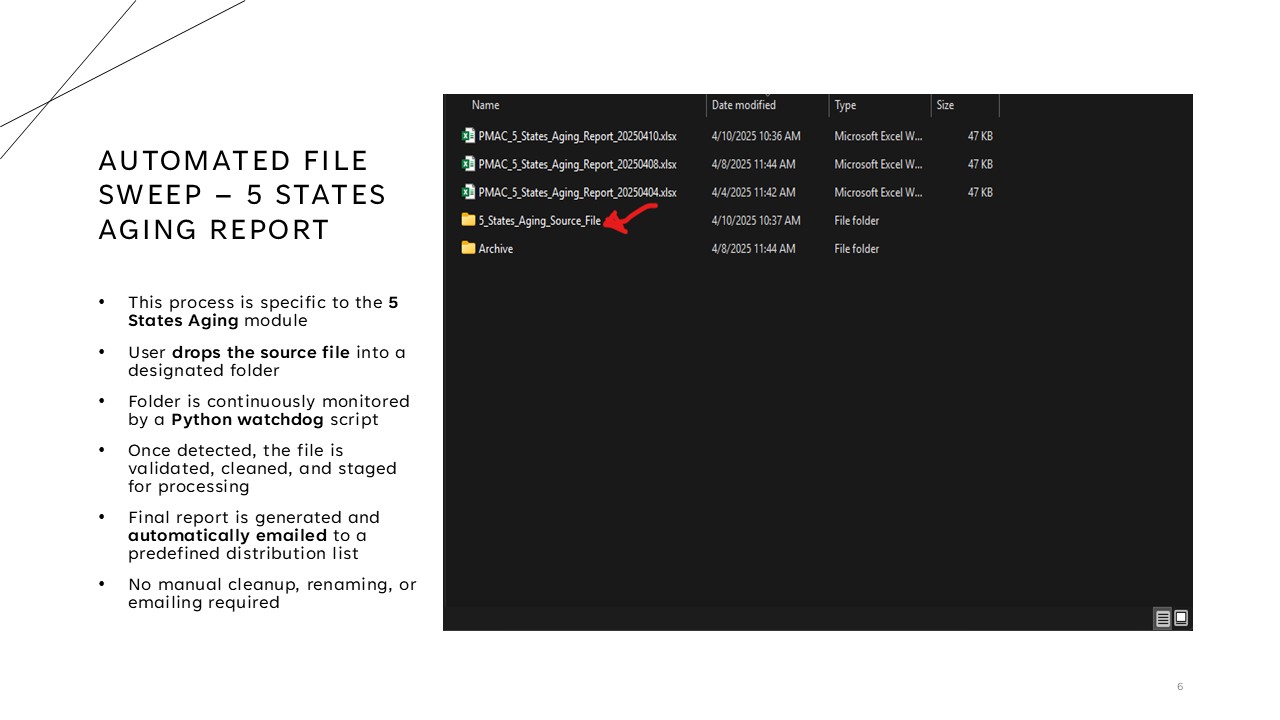 AUTOMATED FILE
SWEEP – 5 STATES
AGING REPORT
• This process is specific to the 5
States Aging module
• User drops the source file into a
designated folder
• Folder is continuously monitored
by a Python watchdog script
• Once detected, the file is
validated, cleaned, and staged
for processing
• Final report is generated and
automatically emailed to a
predefined distribution list
• No manual cleanup, renaming, or
emailing required
Name Date modified Type Size
PMAC_5_States_Aging_Report_20250410.xlsx 4/10/2025 10:36 AM Microsoft Excel W... 47 KB
PMAC_5_States_Aging_Report_20250408.xlsx 4/8/2025 11:44 AM Microsoft Excel W... 47 KB
PMAC_5_States_Aging_Report_20250404.xlsx 4/4/2025 11:42 AM Microsoft Excel W... 47 KB
5_States_Aging_Source_File 4/10/2025 10:37 AM File folder
Archive 4/8/2025 11:44 AM File folder
6